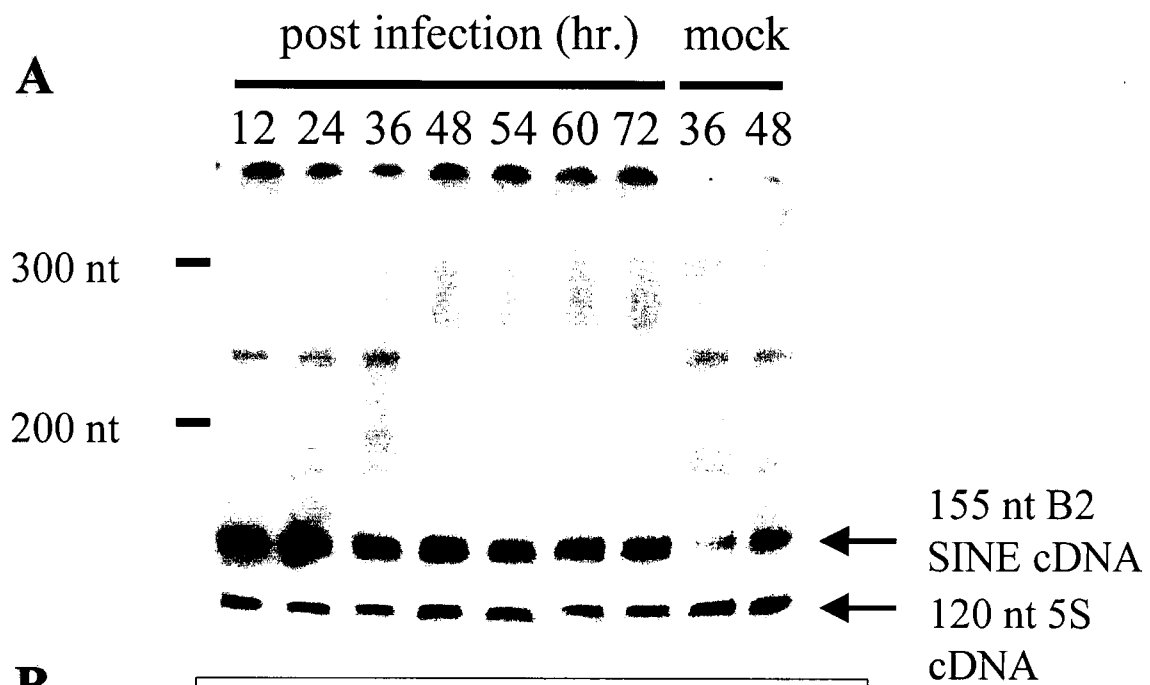 A
post infection (hr.) mock
12 24 36 48 54 60 72 36 48
300 nt
200 nt
155 nt B2
SINE cDNA
120 nt 5S
cDNA
B